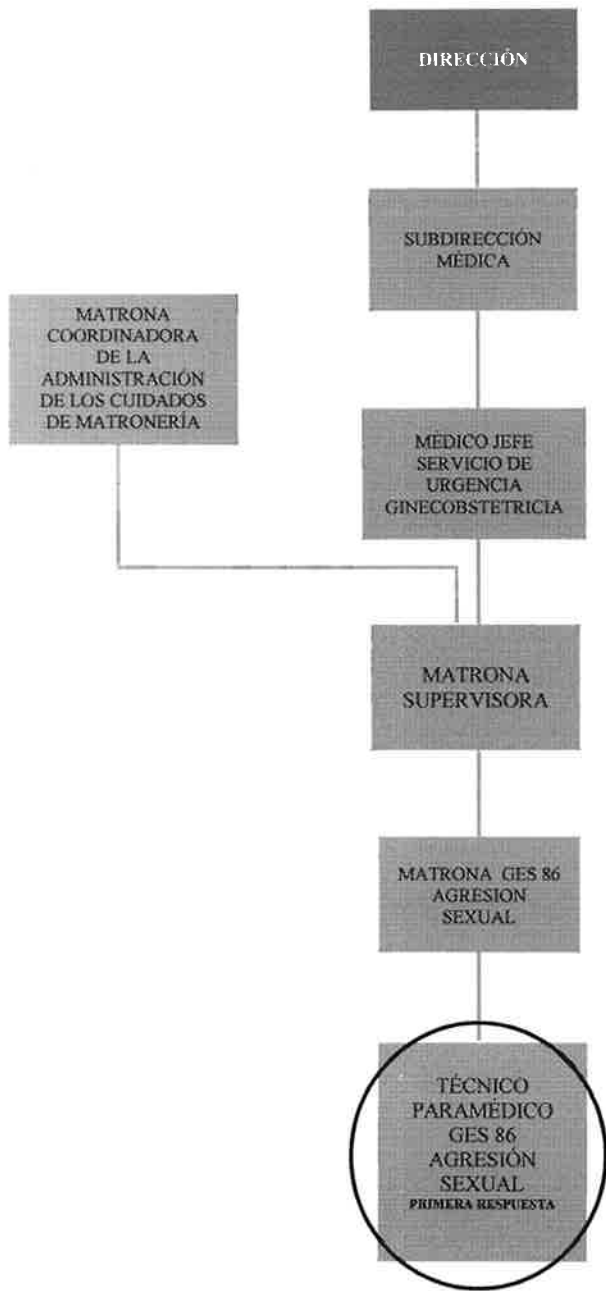 DIRECCIÓN
SUBDIRECCIÓN
MÉDICA
MATRONA
COORDINADORA
DE LA
ADMINISTRACIÓN
DE LOS CUIDADOS
DE MATRONERÍA
MÉDICO JEFE
SERVICIO DE
URGENCIA
GINECOBSTETRICIA
MATRONA
SUPERVISORA
MATRONA GES 86
AGRESION
SEXUAL
TÉCNICO
PARAMÉDICO
GES 86
AGRESIÓN
SEXUAL
PRIMERA RESPUESTA